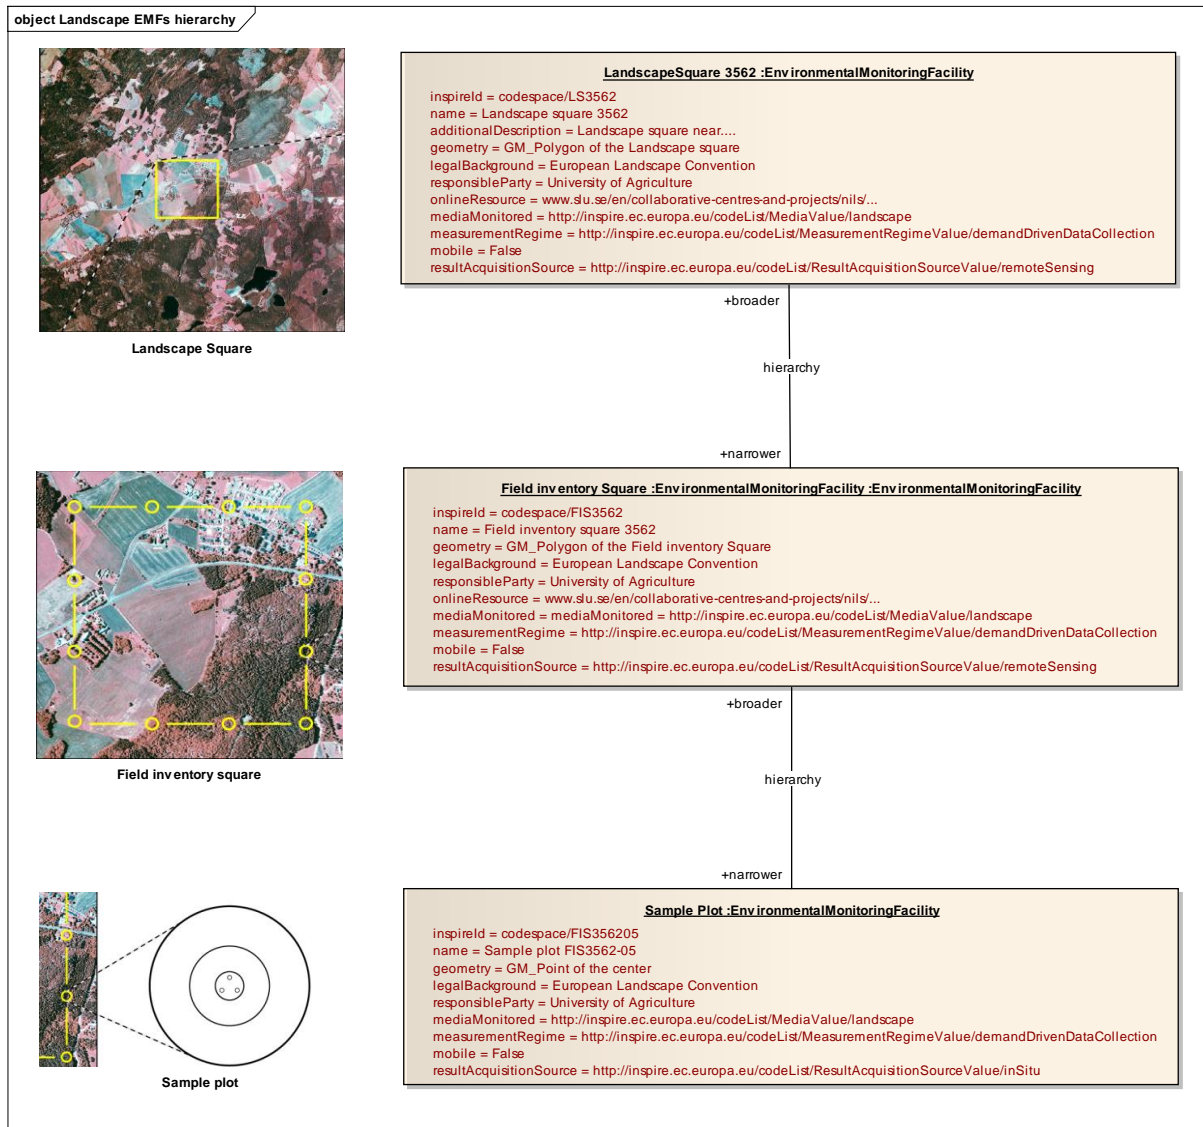 object Landscape EMFs hierarchy
Landscape Square
LandscapeSquare 3562 :EnvironmentalMonitoringFacility
inspireId = codespace/LS3562
name = Landscape square 3562
additionalDescription = Landscape square near....
geometry = GM_Polygon of the Landscape square
legalBackground = European Landscape Convention
responsibleParty = University of Agriculture
onlineResource = www.slu.se/en/collaborative-centres-and-projects/nils/...
mediaMonitored = http://inspire.ec.europa.eu/codeList/MediaValue/landscape
measurementRegime = http://inspire.ec.europa.eu/codeList/MeasurementRegimeValue/demandDrivenDataCollection
mobile = False
resultAcquisitionSource = http://inspire.ec.europa.eu/codeList/ResultAcquisitionSourceValue/remoteSensing
+broader
hierarchy
+narrower
Field inventory square
Field inventory Square :EnvironmentalMonitoringFacility :EnvironmentalMonitoringFacility
inspireId = codespace/FIS3562
name = Field inventory square 3562
geometry = GM_Polygon of the Field inventory Square
legalBackground = European Landscape Convention
responsibleParty = University of Agriculture
onlineResource = www.slu.se/en/collaborative-centres-and-projects/nils/...
mediaMonitored = mediaMonitored = http://inspire.ec.europa.eu/codeList/MediaValue/landscape
measurementRegime = http://inspire.ec.europa.eu/codeList/MeasurementRegimeValue/demandDrivenDataCollection
mobile = False
resultAcquisitionSource = http://inspire.ec.europa.eu/codeList/ResultAcquisitionSourceValue/remoteSensing
+broader
hierarchy
+narrower
Sample plot
Sample Plot :EnvironmentalMonitoringFacility
inspireId = codespace/FIS356205
name = Sample plot FIS3562-05
geometry = GM_Point of the center
legalBackground = European Landscape Convention
responsibleParty = University of Agriculture
mediaMonitored = http://inspire.ec.europa.eu/codeList/MediaValue/landscape
measurementRegime = http://inspire.ec.europa.eu/codeList/MeasurementRegimeValue/demandDrivenDataCollection
mobile = False
resultAcquisitionSource = http://inspire.ec.europa.eu/codeList/ResultAcquisitionSourceValue/inSitu